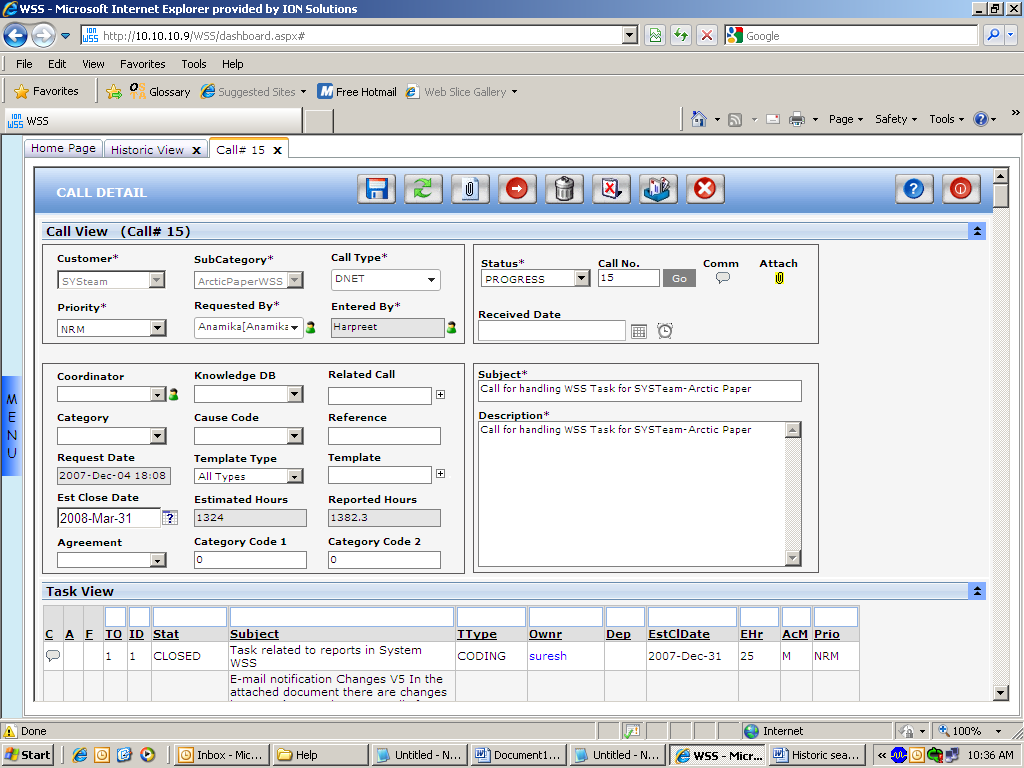 WSS - Microsoft Internet Explorer provided by ION Solutions
http://10.10.10.9/WSS/dashboard.aspx#
Google
File Edit View Favorites Tools Help
Favorites Glossary Suggested Sites Free Hotmail Web Slice Gallery
WSS
Page Safety Tools
Home Page Historic View X Call# 15 X
CALL DETAIL
Call View (Call# 15)
Customer* SubCategory* Call Type* Status* Call No. Comm Attach
SYSteam ArcticPaperWSS DNET PROGRESS 15 Go
Priority* Requested By* Entered By* Received Date
NRM Anamika[Anamika Harpreet
MENU
Coordinator Knowledge DB Related Call Subject*
Call for handling WSS Task for SYSTeam-Arctic Paper
Category Cause Code Reference Description*
Call for handling WSS Task for SYSTeam-Arctic Paper
Request Date Template Type Template
2007-Dec-04 18:08 All Types
Est Close Date Estimated Hours Reported Hours
2008-Mar-31 1324 1382.3
Agreement Category Code 1 Category Code 2
0 0
Task View
C A F TO ID Stat Subject TType Ownr Dep EstClDate EHr AcM Prio
1 1 CLOSED Task related to reports in System CODING suresh 2007-Dec-31 25 M NRM
WSS
E-mail notification Changes V5 In the
attached document there are changes
Done Internet 100%
Start Inbox - Mic... Help Untitled - N... Document1... Untitled - N... WSS - Micr... Historic sea... 10:36 AM